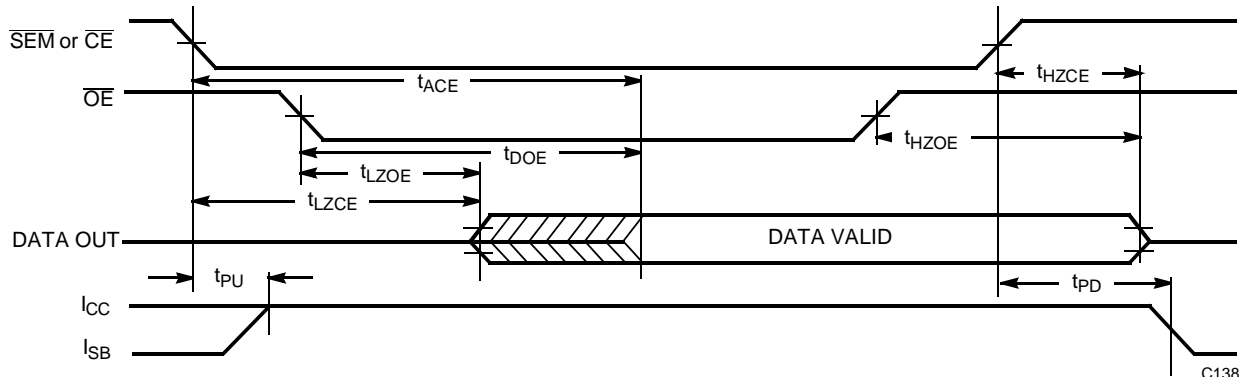 SEM or CE
tACE
tHZCE
OE
tHZOE
tDOE
tLZOE
tLZCE
DATA OUT
DATA VALID
tPU
tPD
ICC
ISB
C138